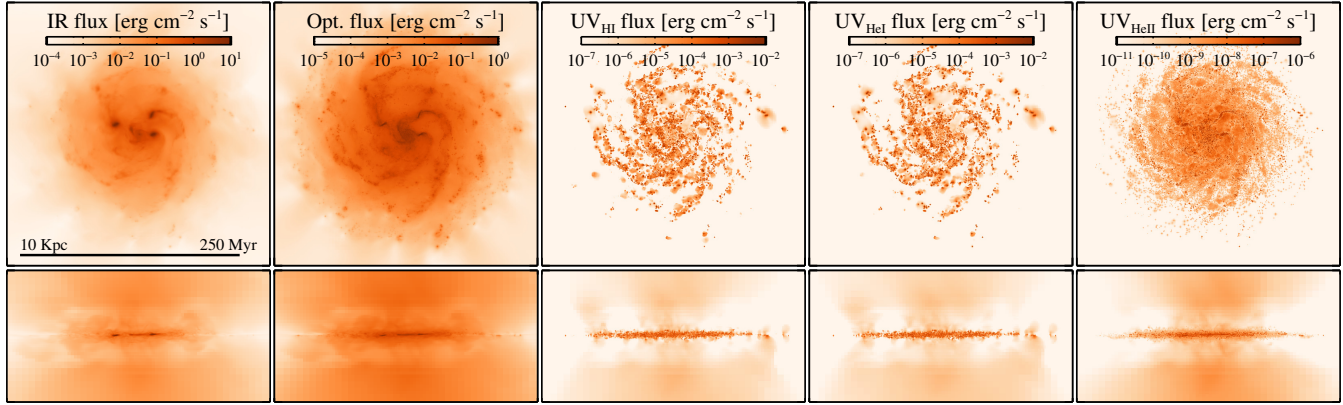 IR flux [erg cm⁻² s⁻¹]
10⁻⁴ 10⁻³ 10⁻² 10⁻¹ 10⁰ 10¹
10 Kpc 250 Myr
Opt. flux [erg cm⁻² s⁻¹]
10⁻⁵ 10⁻⁴ 10⁻³ 10⁻² 10⁻¹ 10⁰
UV_HI flux [erg cm⁻² s⁻¹]
10⁻⁷ 10⁻⁶ 10⁻⁵ 10⁻⁴ 10⁻³ 10⁻²
UV_HeI flux [erg cm⁻² s⁻¹]
10⁻⁷ 10⁻⁶ 10⁻⁵ 10⁻⁴ 10⁻³ 10⁻²
UV_HeII flux [erg cm⁻² s⁻¹]
10⁻¹¹ 10⁻¹⁰ 10⁻⁹ 10⁻⁸ 10⁻⁷ 10⁻⁶